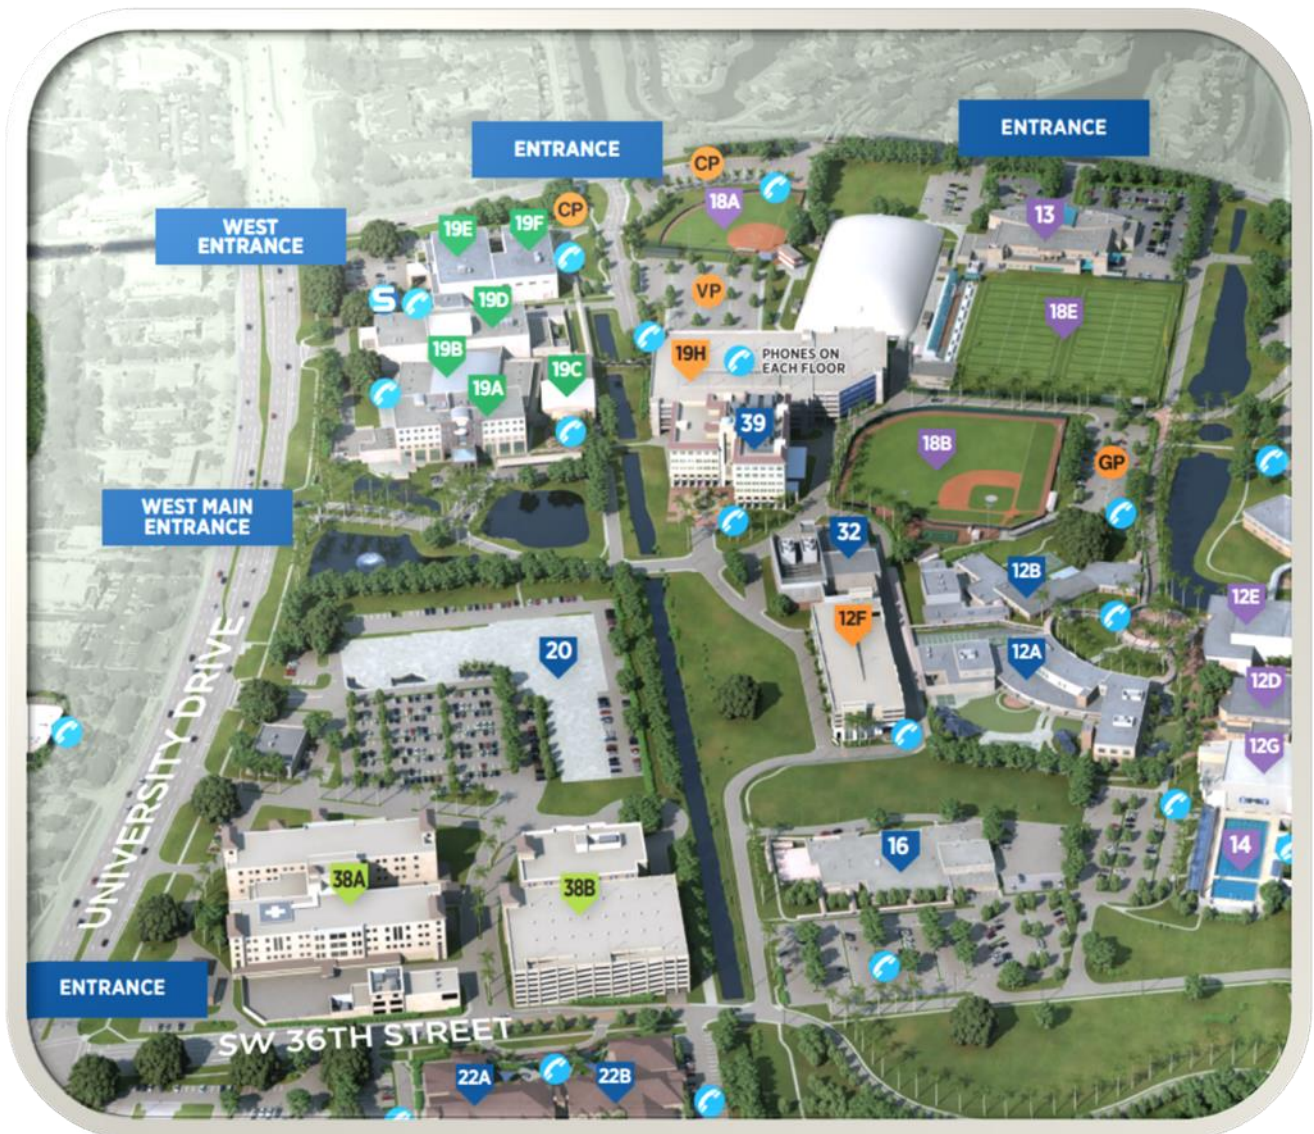 ENTRANCE
ENTRANCE
CP
18A
CP
13
WEST
ENTRANCE
19E
19F
S
19D
VP
18E
19B
19H
PHONES ON
EACH FLOOR
19C
19A
39
18B
GP
WEST MAIN
ENTRANCE
32
12B
12E
12F
20
12A
12D
UNIVERSITY DRIVE
12G
16
14
38A
38B
ENTRANCE
SW 36TH STREET
22A
22B